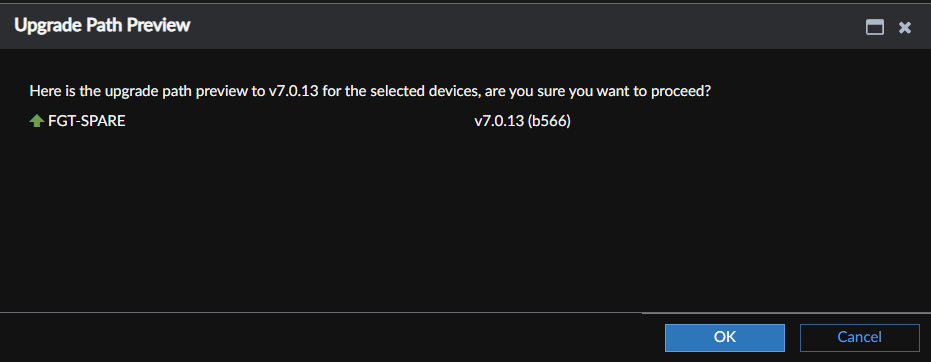 Upgrade Path Preview
Here is the upgrade path preview to v7.0.13 for the selected devices, are you sure you want to proceed?
FGT-SPARE v7.0.13 (b566)
OK Cancel